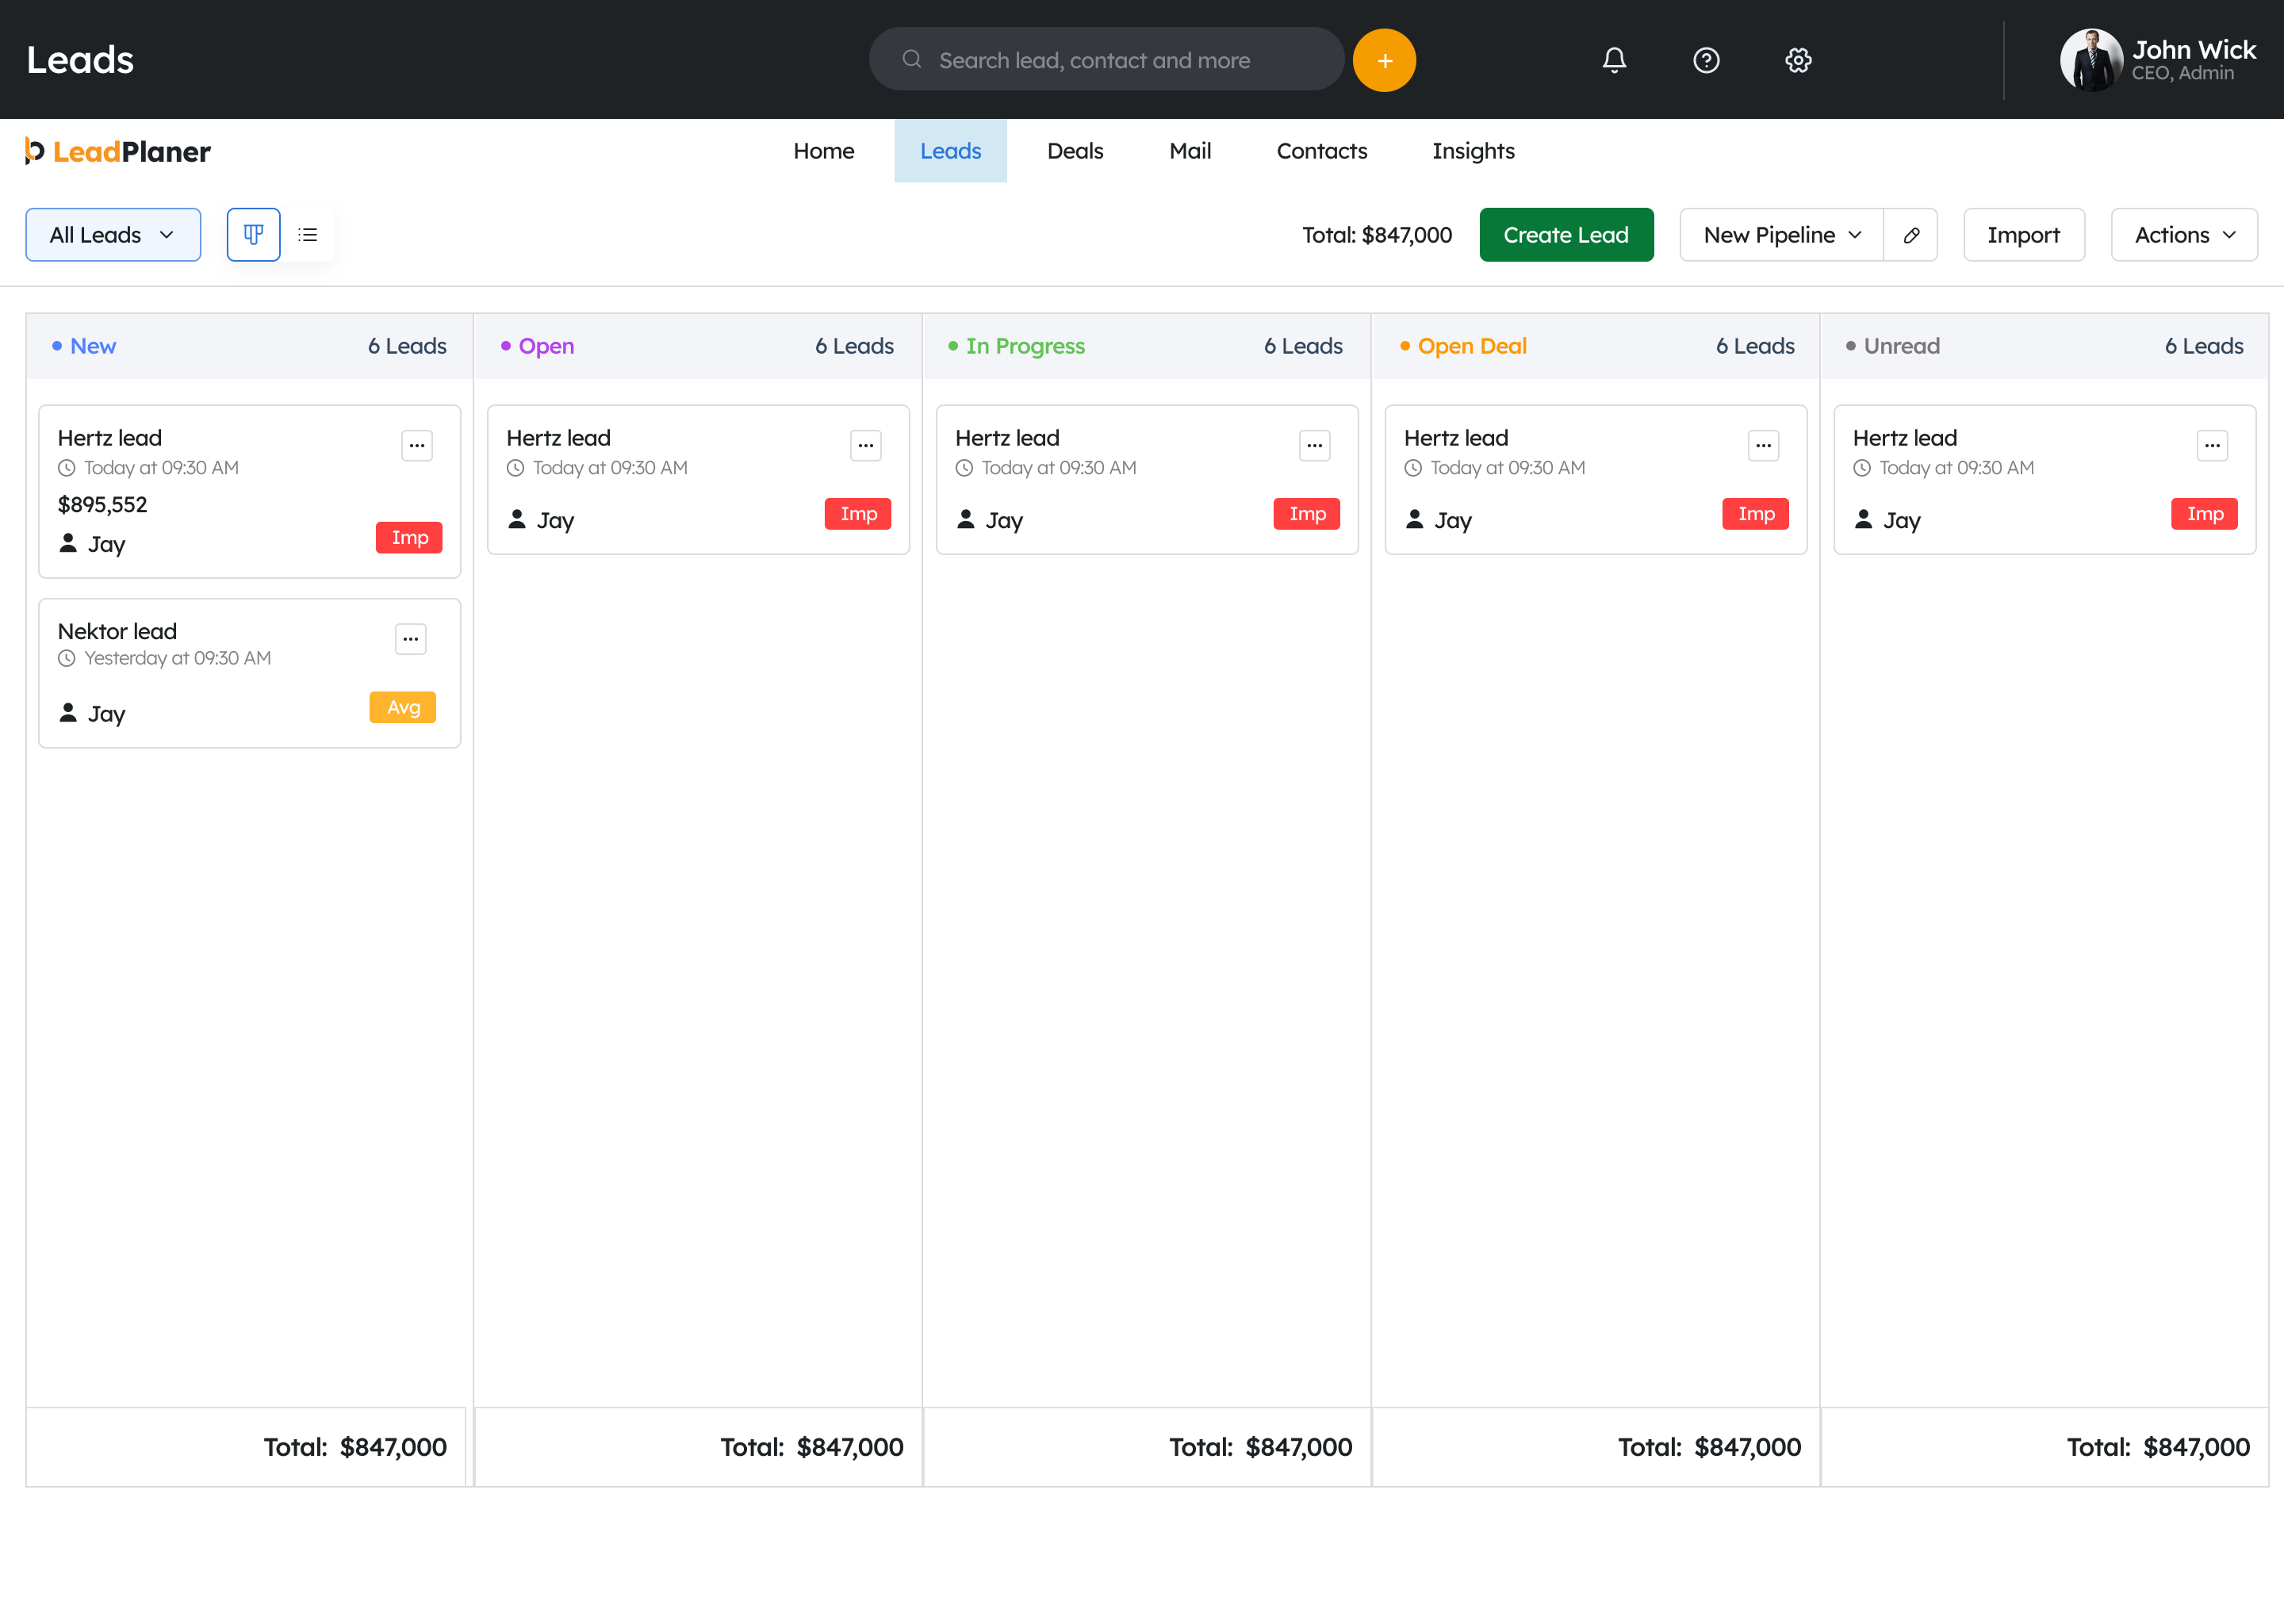 Leads
Search lead, contact and more
+
John Wick
CEO, Admin
LeadPlaner
Home
Leads
Deals
Mail
Contacts
Insights
All Leads
Total: $847,000
Create Lead
New Pipeline
Import
Actions
New
6 Leads
Open
6 Leads
In Progress
6 Leads
Open Deal
6 Leads
Unread
6 Leads
Hertz lead
Today at 09:30 AM
$895,552
Jay
Imp
Nektor lead
Yesterday at 09:30 AM
Jay
Avg
Hertz lead
Today at 09:30 AM
Jay
Imp
Hertz lead
Today at 09:30 AM
Jay
Imp
Hertz lead
Today at 09:30 AM
Jay
Imp
Hertz lead
Today at 09:30 AM
Jay
Imp
Total: $847,000
Total: $847,000
Total: $847,000
Total: $847,000
Total: $847,000